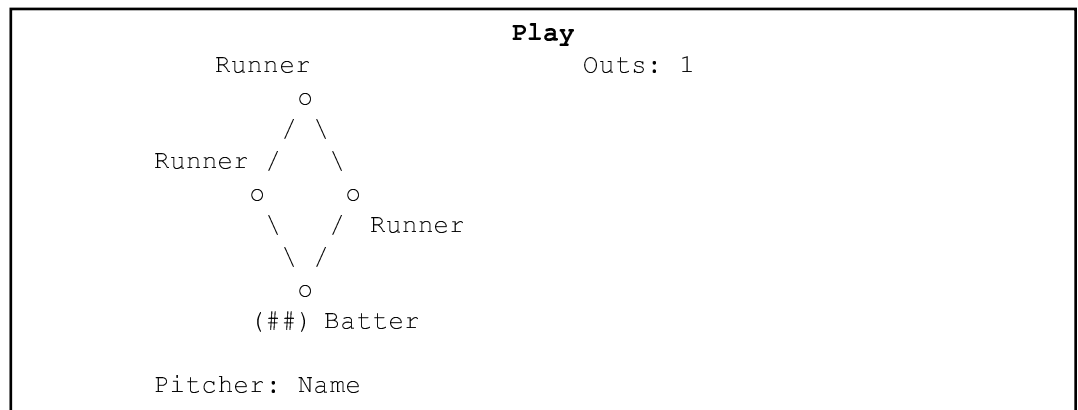 Play
Runner Outs: 1
o
/ \
Runner / \
o o
\ / Runner
\ /
o
(##) Batter
Pitcher: Name